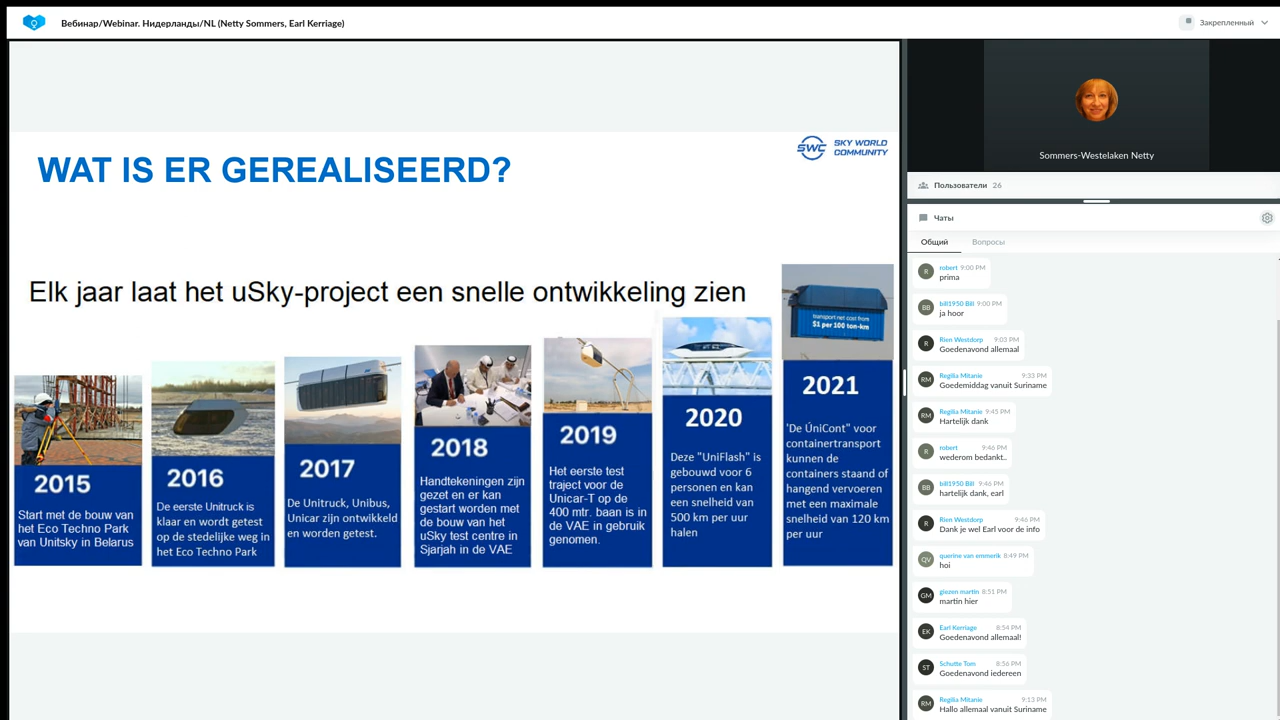 Вебинар/Webinar. Нидерланды/NL (Netty Sommers, Earl Kerriage)
Закрепленный
WAT IS ER GEREALISEERD?
SWC SKY WORLD
COMMUNITY
Elk jaar laat het uSky-project een snelle ontwikkeling zien
2015
Start met de bouw van
het Eco Techno Park
van Unitsky in Belarus
2016
De eerste Unitruck is
klaar en wordt getest
op de stedelijke weg in
het Eco Techno Park
2017
De Unitruck, Unibus,
Unicar zijn ontwikkeld
en worden getest.
2018
Handtekeningen zijn
gezet en er kan
gestart worden met
de bouw van het
uSky test centre in
Sjarjah in de VAE
2019
Het eerste test
traject voor de
Unicar-T op de
400 mtr. baan is in
de VAE in gebruik
genomen.
2020
Deze "UniFlash" is
gebouwd voor 6
personen en kan
een snelheid van
500 km per uur
halen
transport net cost from
$1 per 100 ton-km
2021
'De ÚniCont" voor
containertransport
kunnen de
containers staand of
hangend vervoeren
met een maximale
snelheid van 120 km
per uur
Sommers-Westelaken Netty
Пользователи 26
Чаты
Общий Вопросы
R robert 9:00 PM
prima
BB bill1950 Bill 9:00 PM
ja hoor
R Rien Westdorp 9:03 PM
Goedenavond allemaal
RM Regilia Mitanie 9:33 PM
Goedemiddag vanuit Suriname
RM Regilia Mitanie 9:45 PM
Hartelijk dank
R robert 9:46 PM
wederom bedankt..
BB bill1950 Bill 9:46 PM
hartelijk dank, earl
R Rien Westdorp 9:46 PM
Dank je wel Earl voor de info
QV querine van emmerik 8:49 PM
hoi
GM giezen martin 8:51 PM
martin hier
EK Earl Kerriage 8:54 PM
Goedenavond allemaal!
ST Schutte Tom 8:56 PM
Goedenavond iedereen
RM Regilia Mitanie 9:13 PM
Hallo allemaal vanuit Suriname